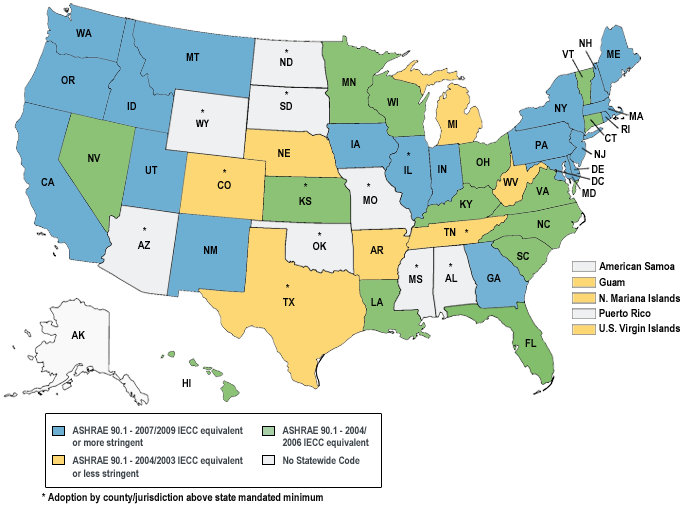 WA
MT
*
ND
NH
ME
VT
OR
MN
ID
*
SD
WI
NY
*
WY
MI
MA
RI
CT
NV
NE
IA
PA
NJ
UT
*
IL
IN
OH
DE
CA
*
CO
WV
DC
*
KS
*
MO
VA
MD
KY
NC
*
AZ
NM
*
OK
AR
TN *
SC
*
TX
*
MS
*
AL
GA
American Samoa
Guam
LA
N. Mariana Islands
Puerto Rico
AK
U.S. Virgin Islands
FL
HI
ASHRAE 90.1 - 2007/2009 IECC equivalent
or more stringent
ASHRAE 90.1 - 2004/
2006 IECC equivalent
ASHRAE 90.1 - 2004/2003 IECC equivalent
or less stringent
No Statewide Code
* Adoption by county/jurisdiction above state mandated minimum